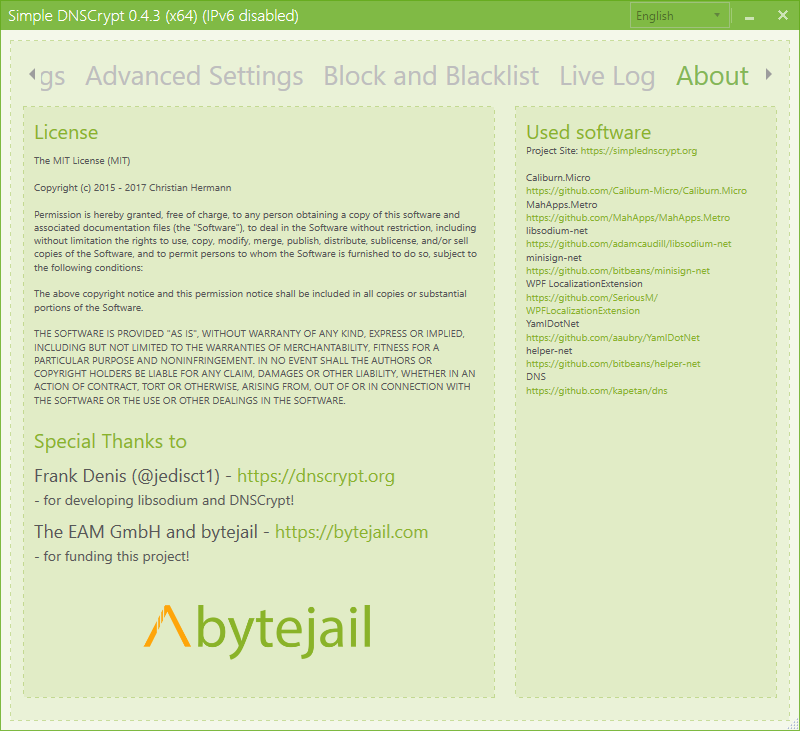 Simple DNSCrypt 0.4.3 (x64) (IPv6 disabled)
English
gs Advanced Settings Block and Blacklist Live Log About
License
The MIT License (MIT)
Copyright (c) 2015 - 2017 Christian Hermann
Permission is hereby granted, free of charge, to any person obtaining a copy of this software and
associated documentation files (the "Software"), to deal in the Software without restriction, including
without limitation the rights to use, copy, modify, merge, publish, distribute, sublicense, and/or sell
copies of the Software, and to permit persons to whom the Software is furnished to do so, subject to
the following conditions:
The above copyright notice and this permission notice shall be included in all copies or substantial
portions of the Software.
THE SOFTWARE IS PROVIDED "AS IS", WITHOUT WARRANTY OF ANY KIND, EXPRESS OR IMPLIED,
INCLUDING BUT NOT LIMITED TO THE WARRANTIES OF MERCHANTABILITY, FITNESS FOR A
PARTICULAR PURPOSE AND NONINFRINGEMENT. IN NO EVENT SHALL THE AUTHORS OR
COPYRIGHT HOLDERS BE LIABLE FOR ANY CLAIM, DAMAGES OR OTHER LIABILITY, WHETHER IN AN
ACTION OF CONTRACT, TORT OR OTHERWISE, ARISING FROM, OUT OF OR IN CONNECTION WITH
THE SOFTWARE OR THE USE OR OTHER DEALINGS IN THE SOFTWARE.
Special Thanks to
Frank Denis (@jedisct1) - https://dnscrypt.org
- for developing libsodium and DNSCrypt!
The EAM GmbH and bytejail - https://bytejail.com
- for funding this project!
bytejail
Used software
Project Site: https://simplednscrypt.org
Caliburn.Micro
https://github.com/Caliburn-Micro/Caliburn.Micro
MahApps.Metro
https://github.com/MahApps/MahApps.Metro
libsodium-net
https://github.com/adamcaudill/libsodium-net
minisign-net
https://github.com/bitbeans/minisign-net
WPF LocalizationExtension
https://github.com/SeriousM/
WPFLocalizationExtension
YamlDotNet
https://github.com/aaubry/YamlDotNet
helper-net
https://github.com/bitbeans/helper-net
DNS
https://github.com/kapetan/dns